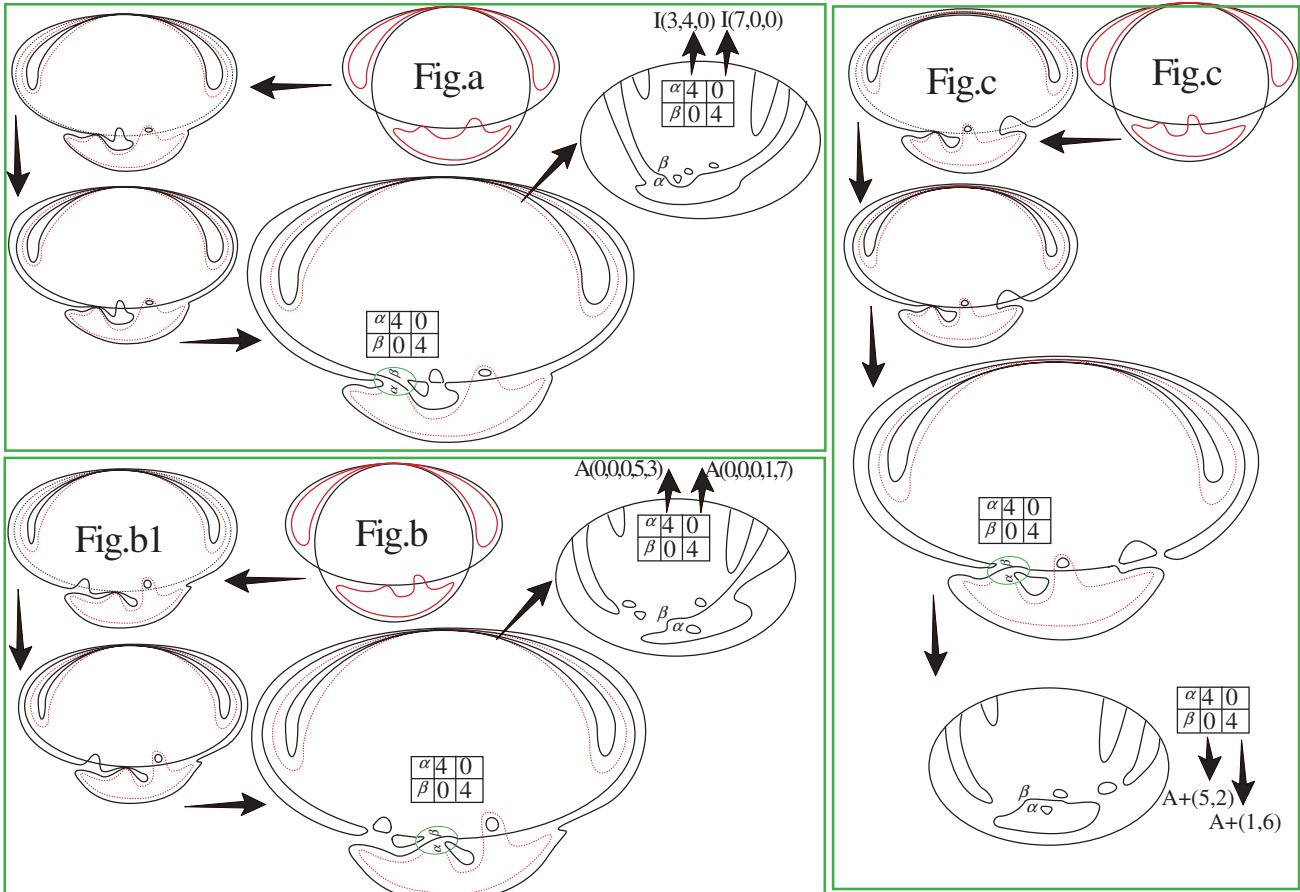 I(3,4,0) I(7,0,0)
Fig.a
α 4 0
β 0 4
β
α
α 4 0
β 0 4
β
α
A(0,0,0,5,3) A(0,0,0,1,7)
Fig.b1
Fig.b
α 4 0
β 0 4
β
α
α 4 0
β 0 4
β
α
Fig.c
Fig.c
α 4 0
β 0 4
β
α
α 4 0
β 0 4
β
α
A+(5,2)
A+(1,6)